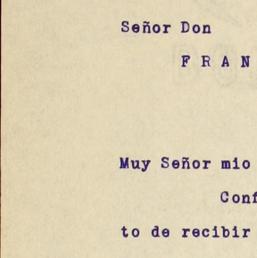 Señor Don
F R A N
Muy Señor mio
Conf
to de recibir